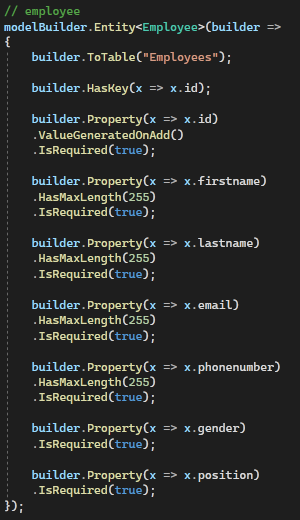 // employee
modelBuilder.Entity<Employee>(builder =>
{
    builder.ToTable("Employees");
    builder.HasKey(x => x.id);
    builder.Property(x => x.id)
    .ValueGeneratedOnAdd()
    .IsRequired(true);
    builder.Property(x => x.firstname)
    .HasMaxLength(255)
    .IsRequired(true);
    builder.Property(x => x.lastname)
    .HasMaxLength(255)
    .IsRequired(true);
    builder.Property(x => x.email)
    .HasMaxLength(255)
    .IsRequired(true);
    builder.Property(x => x.phonenumber)
    .HasMaxLength(255)
    .IsRequired(true);
    builder.Property(x => x.gender)
    .IsRequired(true);
    builder.Property(x => x.position)
    .IsRequired(true);
});